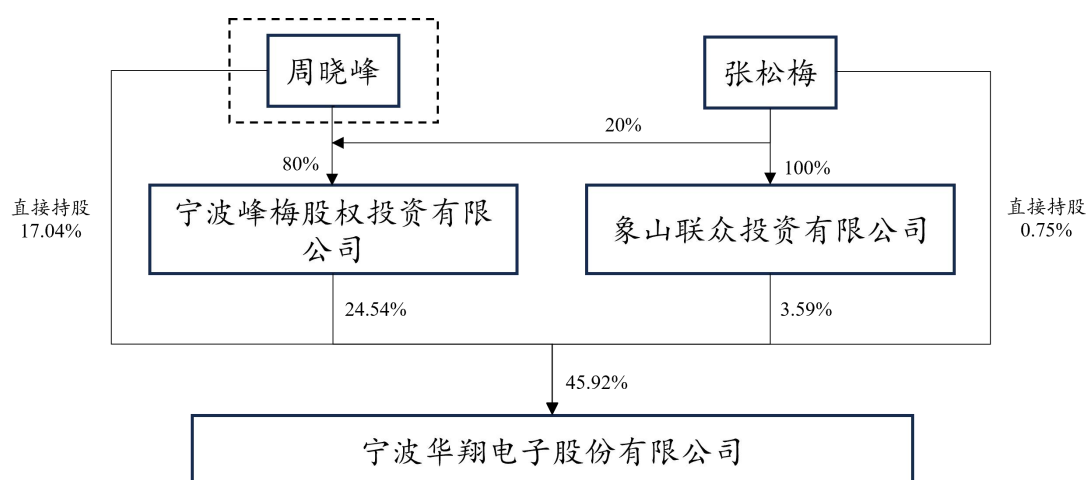 周晓峰
张松梅
20%
80%
100%
直接持股
17.04%
宁波峰梅股权投资有限
公司
象山联众投资有限公司
直接持股
0.75%
24.54%
3.59%
45.92%
宁波华翔电子股份有限公司